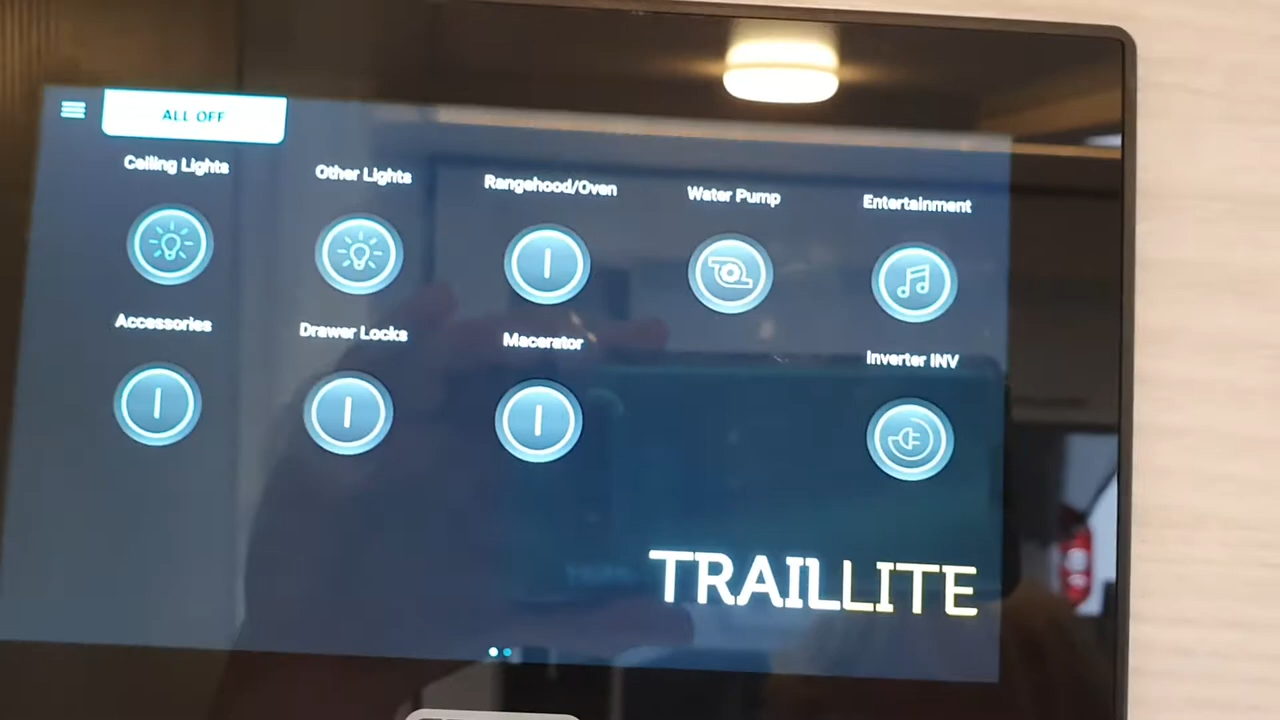 ALL OFF
Ceiling Lights
Other Lights
Rangehood/Oven
Water Pump
Entertainment
Accessories
Drawer Locks
Macerator
Inverter INV
TRAILLITE